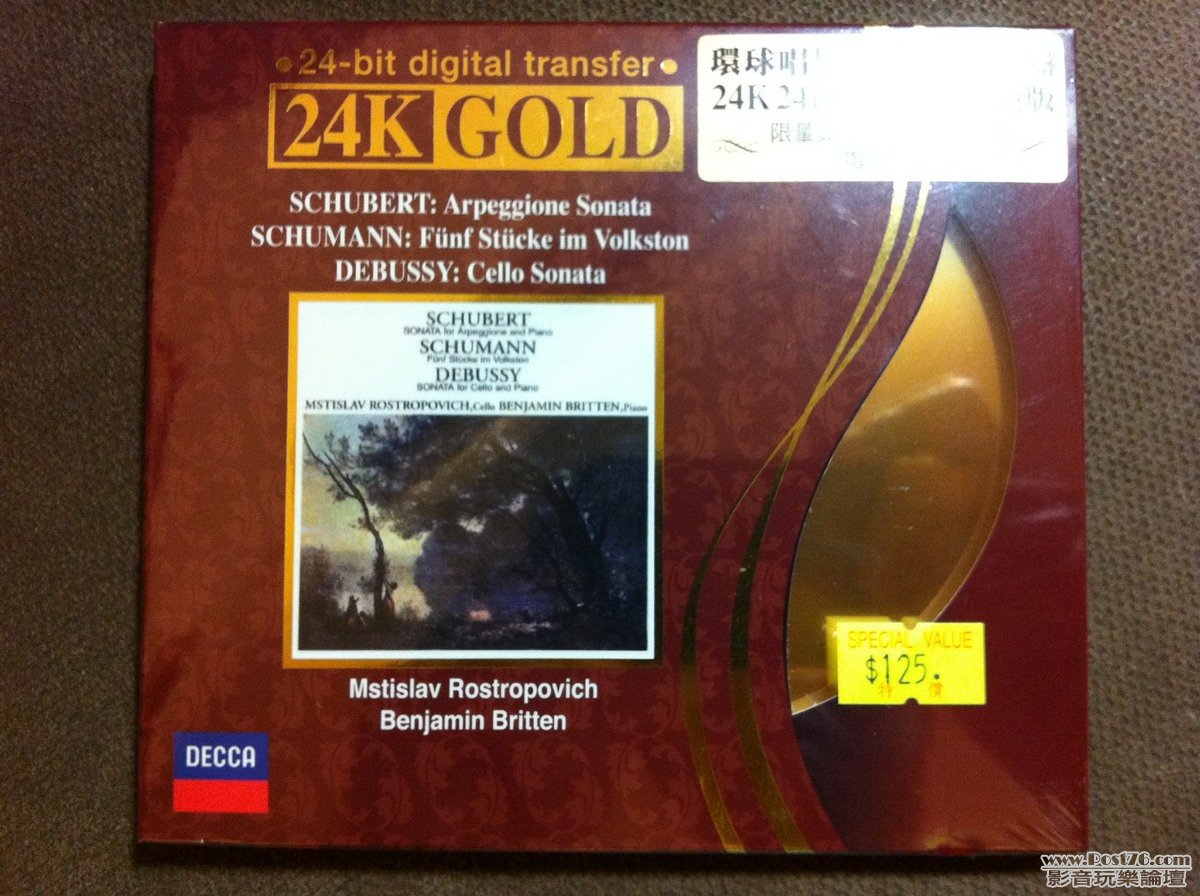 •24-bit digital transfer•
24K GOLD
環球
24K 24
版
限量
SCHUBERT: Arpeggione Sonata
SCHUMANN: Fünf Stücke im Volkston
DEBUSSY: Cello Sonata
SCHUBERT
SONATA for Arpeggione and Piano
SCHUMANN
Fünf Stücke im Volkston
DEBUSSY
SONATA for Cello and Piano
MSTISLAV ROSTROPOVICH,Cello BENJAMIN BRITTEN,Piano
SPECIAL VALUE
$125.
特 價
Mstislav Rostropovich
Benjamin Britten
DECCA
www.Post76.com
影音玩樂論壇